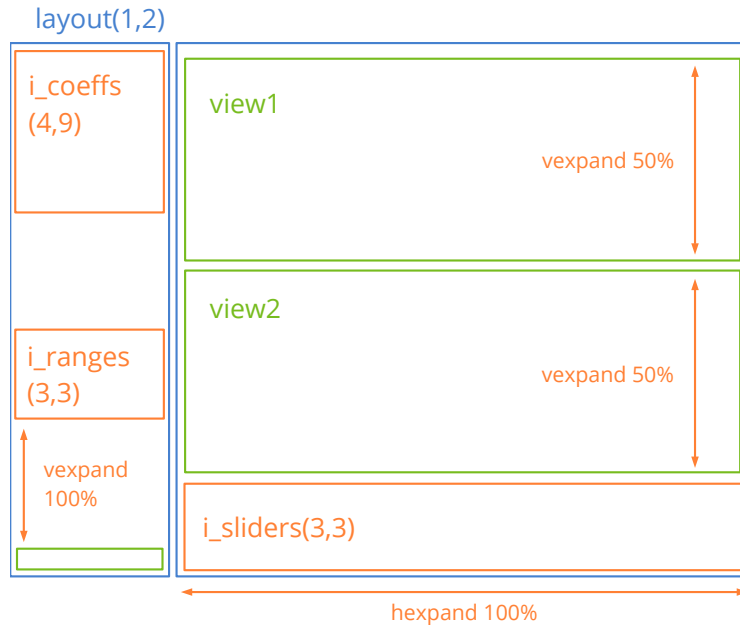 layout(1,2)
i_coeffs
(4,9)
view1
vexpand 50%
view2
i_ranges
(3,3)
vexpand 50%
vexpand
100%
i_sliders(3,3)
hexpand 100%